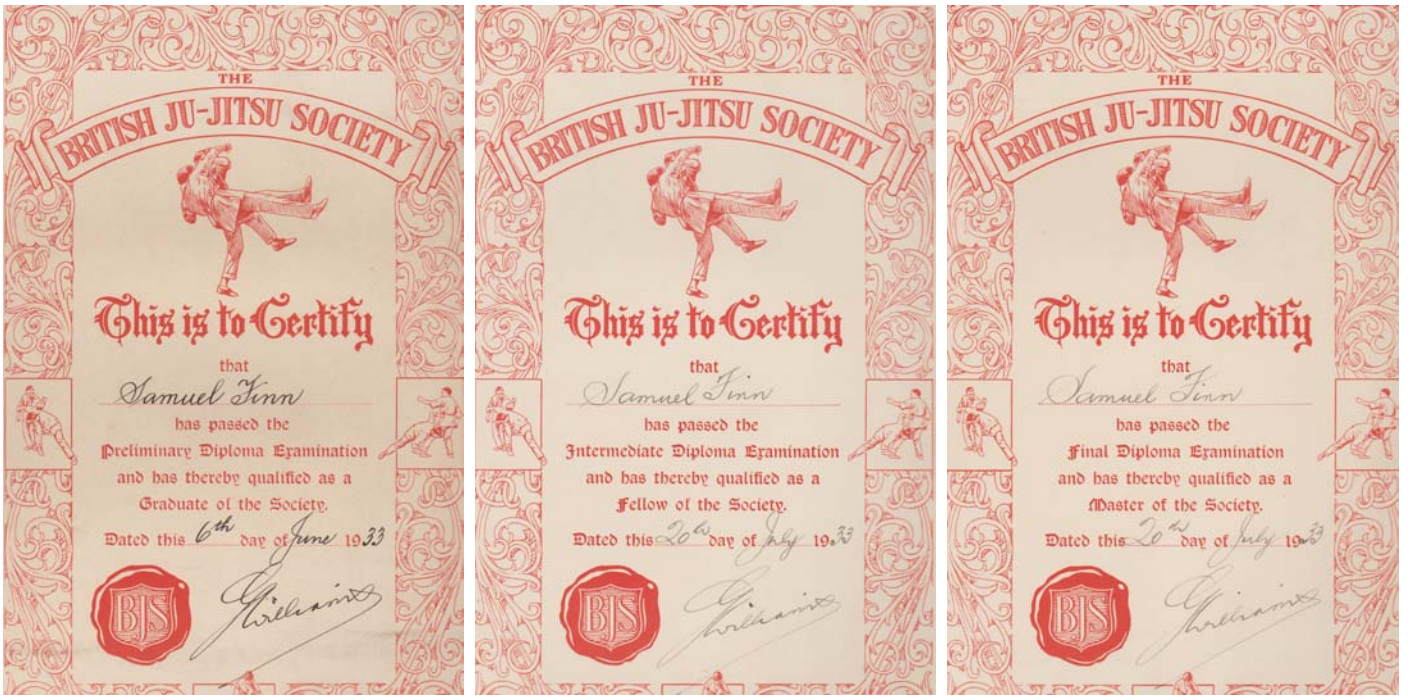 THE
BRITISH JU-JITSU SOCIETY
This is to Certify
that
Samuel Finn
has passed the
Preliminary Diploma Examination
and has thereby qualified as a
Graduate of the Society.
Dated this 6th day of June 1933
BJS
GWilliams
THE
BRITISH JU-JITSU SOCIETY
This is to Certify
that
Samuel Finn
has passed the
Intermediate Diploma Examination
and has thereby qualified as a
Fellow of the Society.
Dated this 20th day of July 1933
BJS
GWilliams
THE
BRITISH JU-JITSU SOCIETY
This is to Certify
that
Samuel Finn
has passed the
Final Diploma Examination
and has thereby qualified as a
Master of the Society.
Dated this 20th day of July 1933
BJS
GWilliams